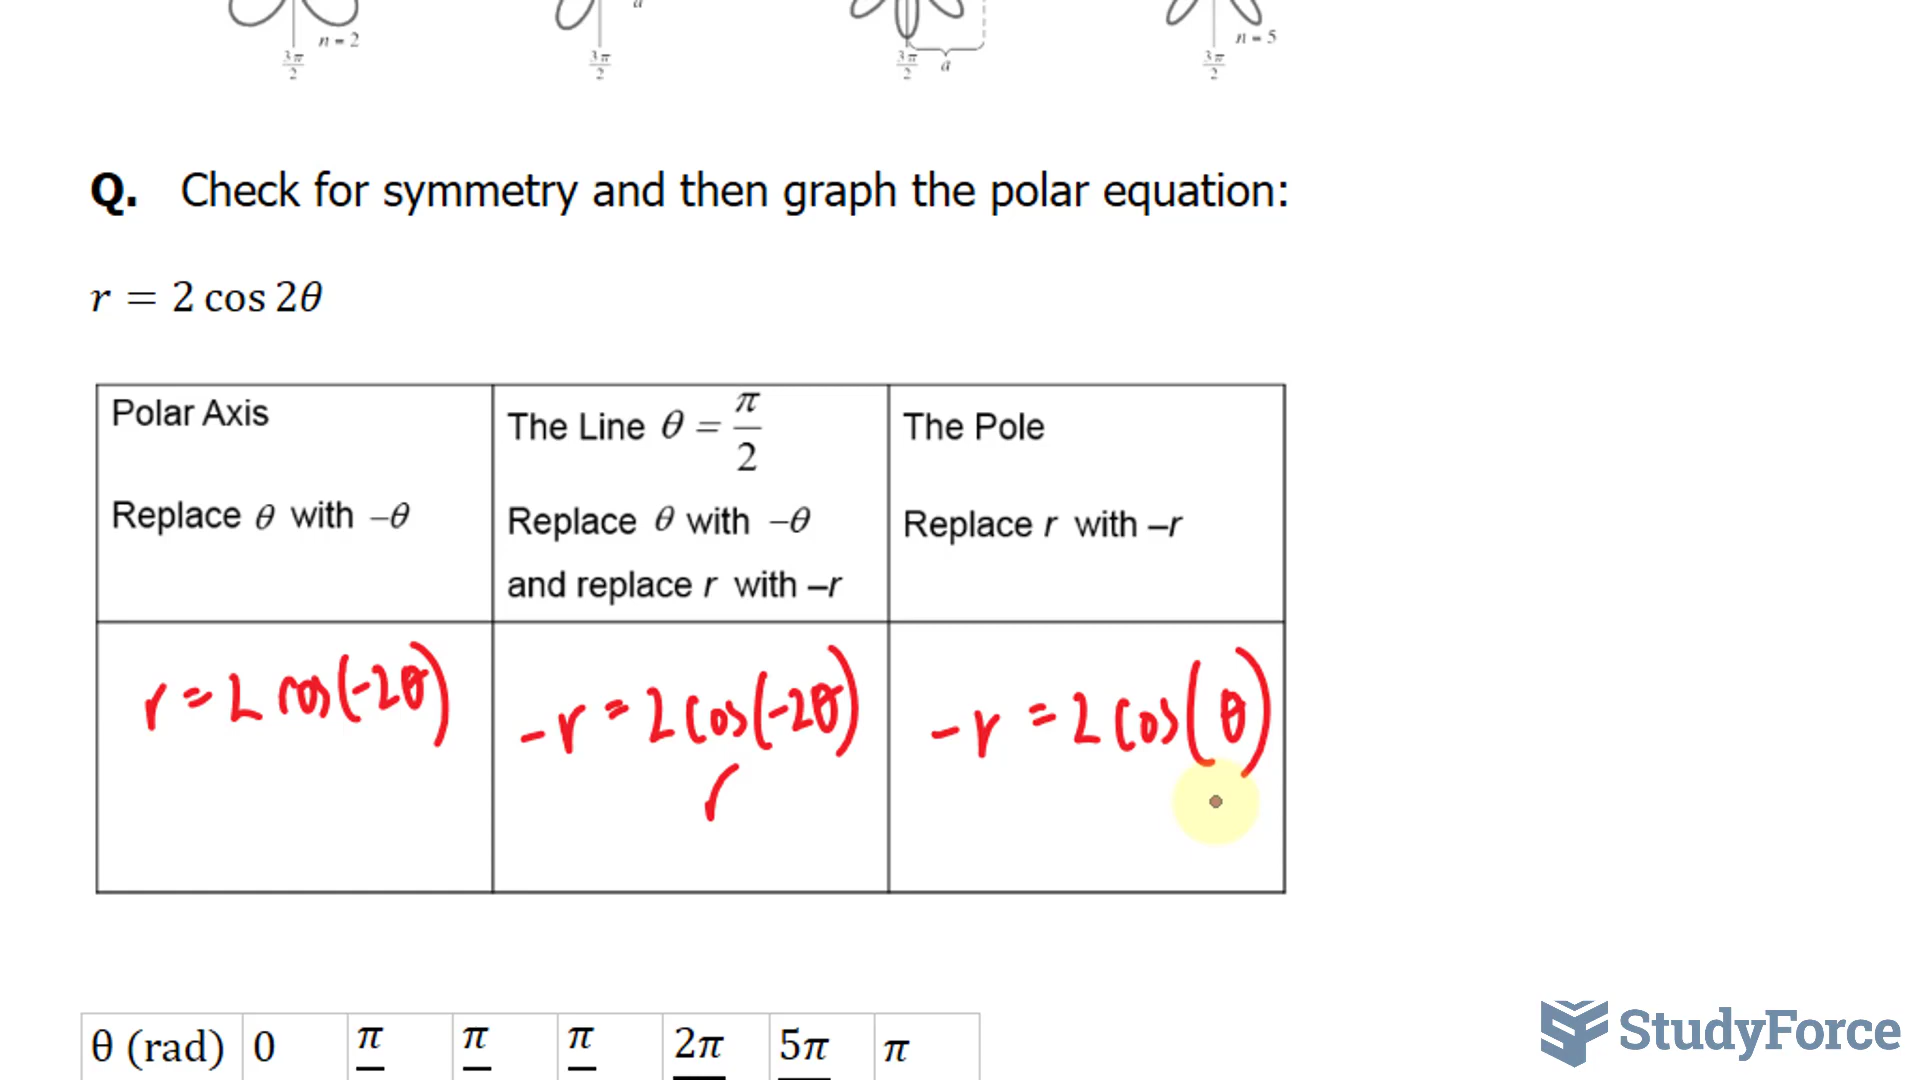 n = 2
a
n = 5
3π/2
3π/2
3π/2
a
3π/2
Q. Check for symmetry and then graph the polar equation:
r = 2 cos 2θ
Polar Axis
Replace θ with −θ
The Line θ = π/2
Replace θ with −θ
and replace r with –r
The Pole
Replace r with –r
r = 2 cos(-2θ)
-r = 2 cos(-2θ)
r
-r = 2 cos(θ)
θ (rad) 0 π π π 2π 5π π
StudyForce